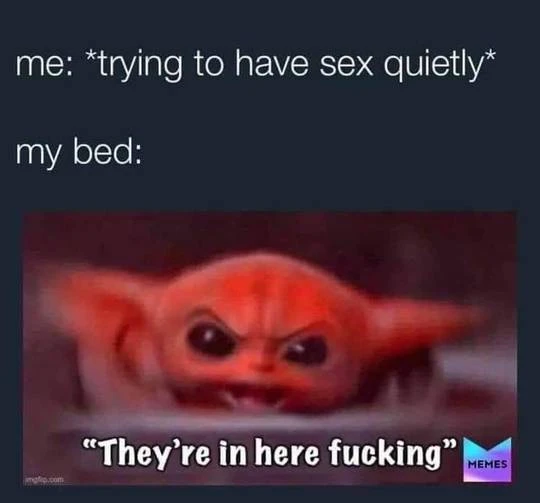 me: *trying to have sex quietly*
my bed:
“They’re in here fucking”
MEMES
imgflip.com